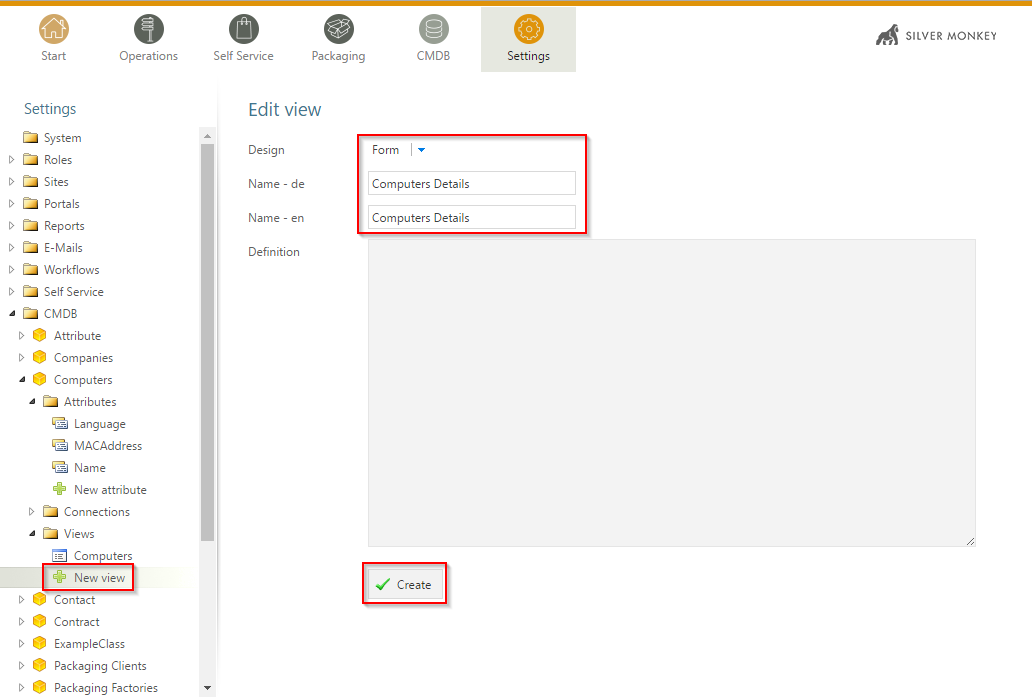 Start
Operations
Self Service
Packaging
CMDB
Settings
SILVER MONKEY
Settings
System
Roles
Sites
Portals
Reports
E-Mails
Workflows
Self Service
CMDB
Attribute
Companies
Computers
Attributes
Language
MACAddress
Name
New attribute
Connections
Views
Computers
New view
Contact
Contract
ExampleClass
Packaging Clients
Packaging Factories
Edit view
Design
Form
Name - de
Computers Details
Name - en
Computers Details
Definition
Create